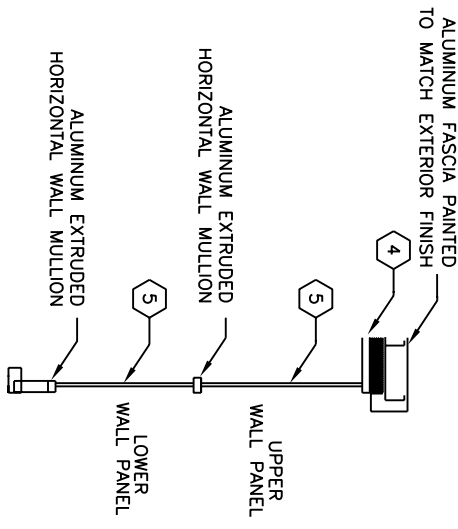 ALUMINUM FASCIA PAINTED
TO MATCH EXTERIOR FINISH
4
5
UPPER
WALL PANEL
ALUMINUM EXTRUDED
HORIZONTAL WALL MULLION
5
LOWER
WALL PANEL
ALUMINUM EXTRUDED
HORIZONTAL WALL MULLION